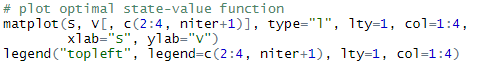 # plot optimal state-value function
matplot(S, V[, c(2:4, niter+1)], type="l", lty=1, col=1:4,
xlab="S", ylab="V")
legend("topleft", legend=c(2:4, niter+1), lty=1, col=1:4)